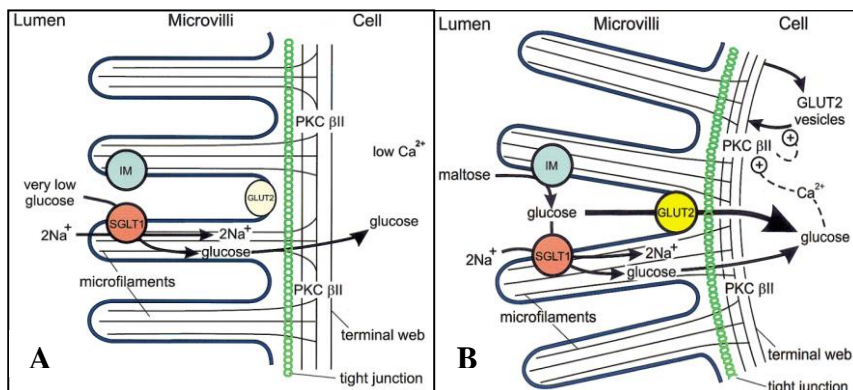 Lumen Microvilli Cell
PKC βII
low Ca²⁺
IM
very low
glucose
GLUT2
SGLT1
2Na⁺
2Na⁺
glucose
glucose
microfilaments
PKC βII
terminal web
A
tight junction
Lumen Microvilli Cell
GLUT2
vesicles
+
PKC βII
+
IM
maltose
Ca²⁺
glucose
GLUT2
glucose
2Na⁺
SGLT1
2Na⁺
glucose
PKC βII
microfilaments
terminal web
B
tight junction